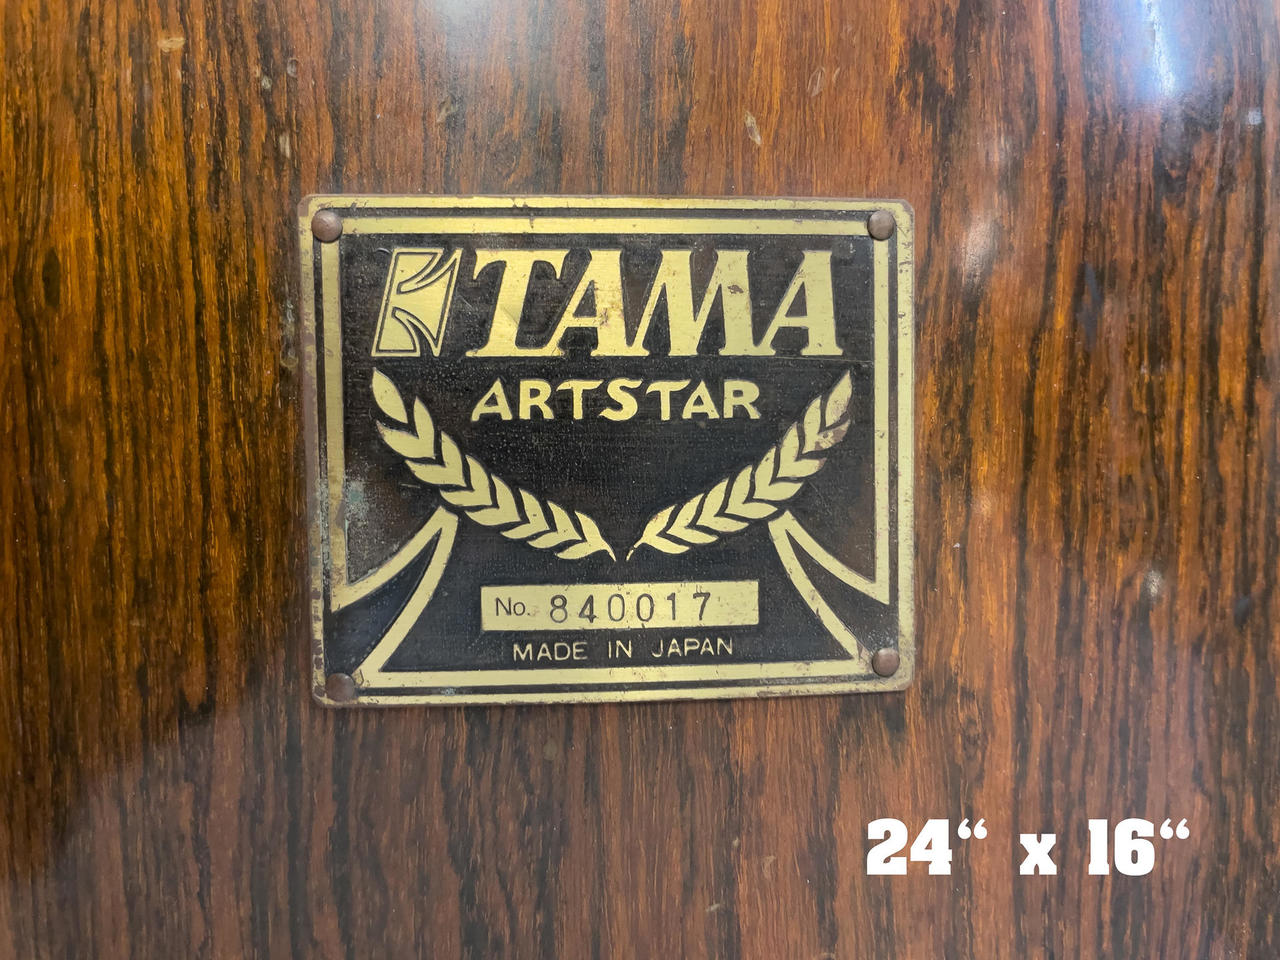 TAMA
ARTSTAR
No. 840017
MADE IN JAPAN
24“ x 16“